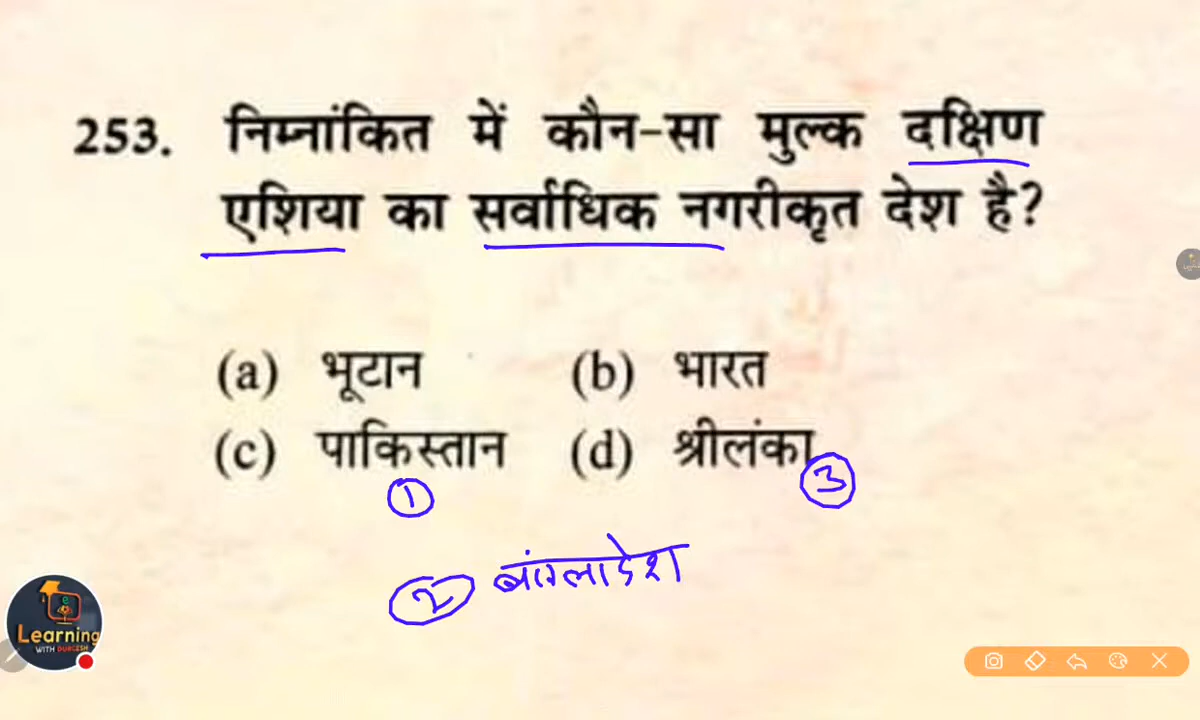 253. निम्नांकित में कौन-सा मुल्क दक्षिण
एशिया का सर्वाधिक नगरीकृत देश है?
(a) भूटान (b) भारत
(c) पाकिस्तान (d) श्रीलंका
① ③
② बांग्लादेश
Learning
WITH DURGESH